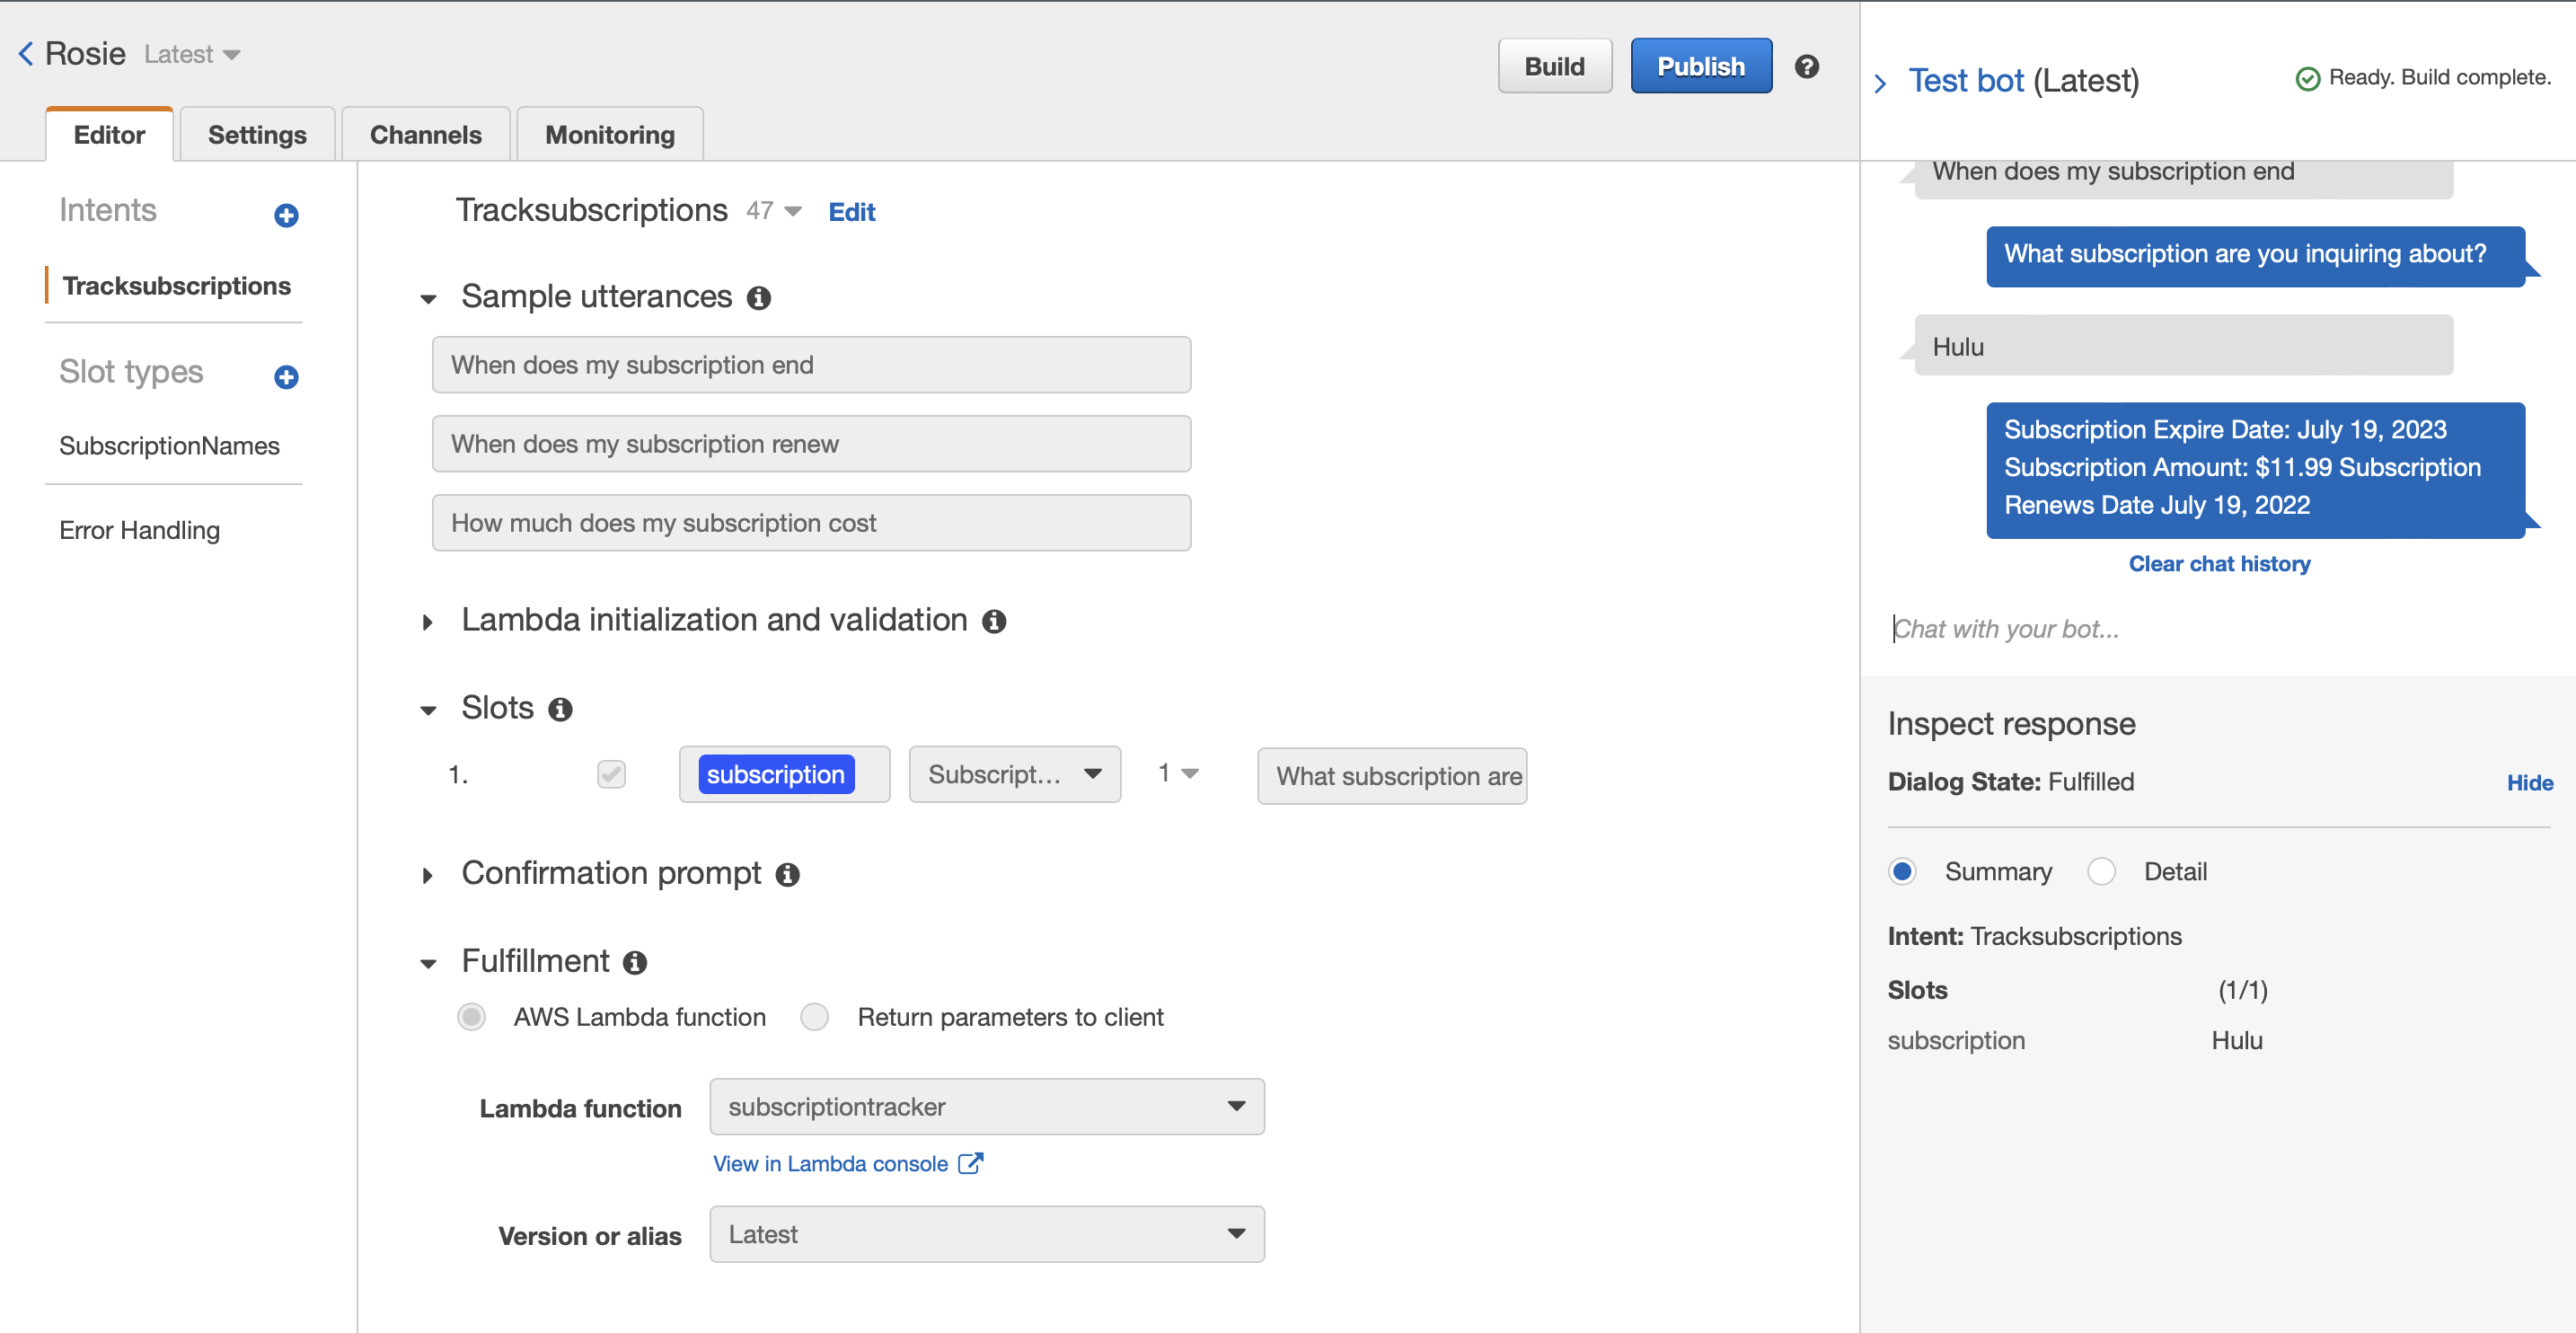 Rosie Latest
Build
Publish
Test bot (Latest)
Ready. Build complete.
Editor
Settings
Channels
Monitoring
Intents
Tracksubscriptions
Slot types
SubscriptionNames
Error Handling
Tracksubscriptions 47 Edit
Sample utterances
When does my subscription end
When does my subscription renew
How much does my subscription cost
Lambda initialization and validation
Slots
1. subscription Subscript... 1 What subscription are
Confirmation prompt
Fulfillment
AWS Lambda function Return parameters to client
Lambda function subscriptiontracker
View in Lambda console
Version or alias Latest
When does my subscription end
What subscription are you inquiring about?
Hulu
Subscription Expire Date: July 19, 2023
Subscription Amount: $11.99 Subscription
Renews Date July 19, 2022
Clear chat history
Chat with your bot...
Inspect response
Dialog State: Fulfilled Hide
Summary Detail
Intent: Tracksubscriptions
Slots (1/1)
subscription Hulu